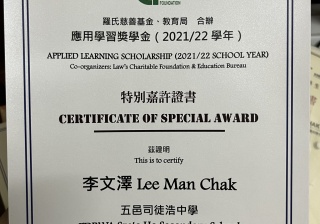 FOUNDATION
羅氏慈善基金、教育局 合辦
應用學習獎學金（2021/22 學年）
APPLIED LEARNING SCHOLARSHIP (2021/22 SCHOOL YEAR)
Co-organizers: Law's Charitable Foundation & Education Bureau
特別嘉許證書
CERTIFICATE OF SPECIAL AWARD
茲證明
This is to certify
李文澤 Lee Man Chak
五邑司徒浩中學